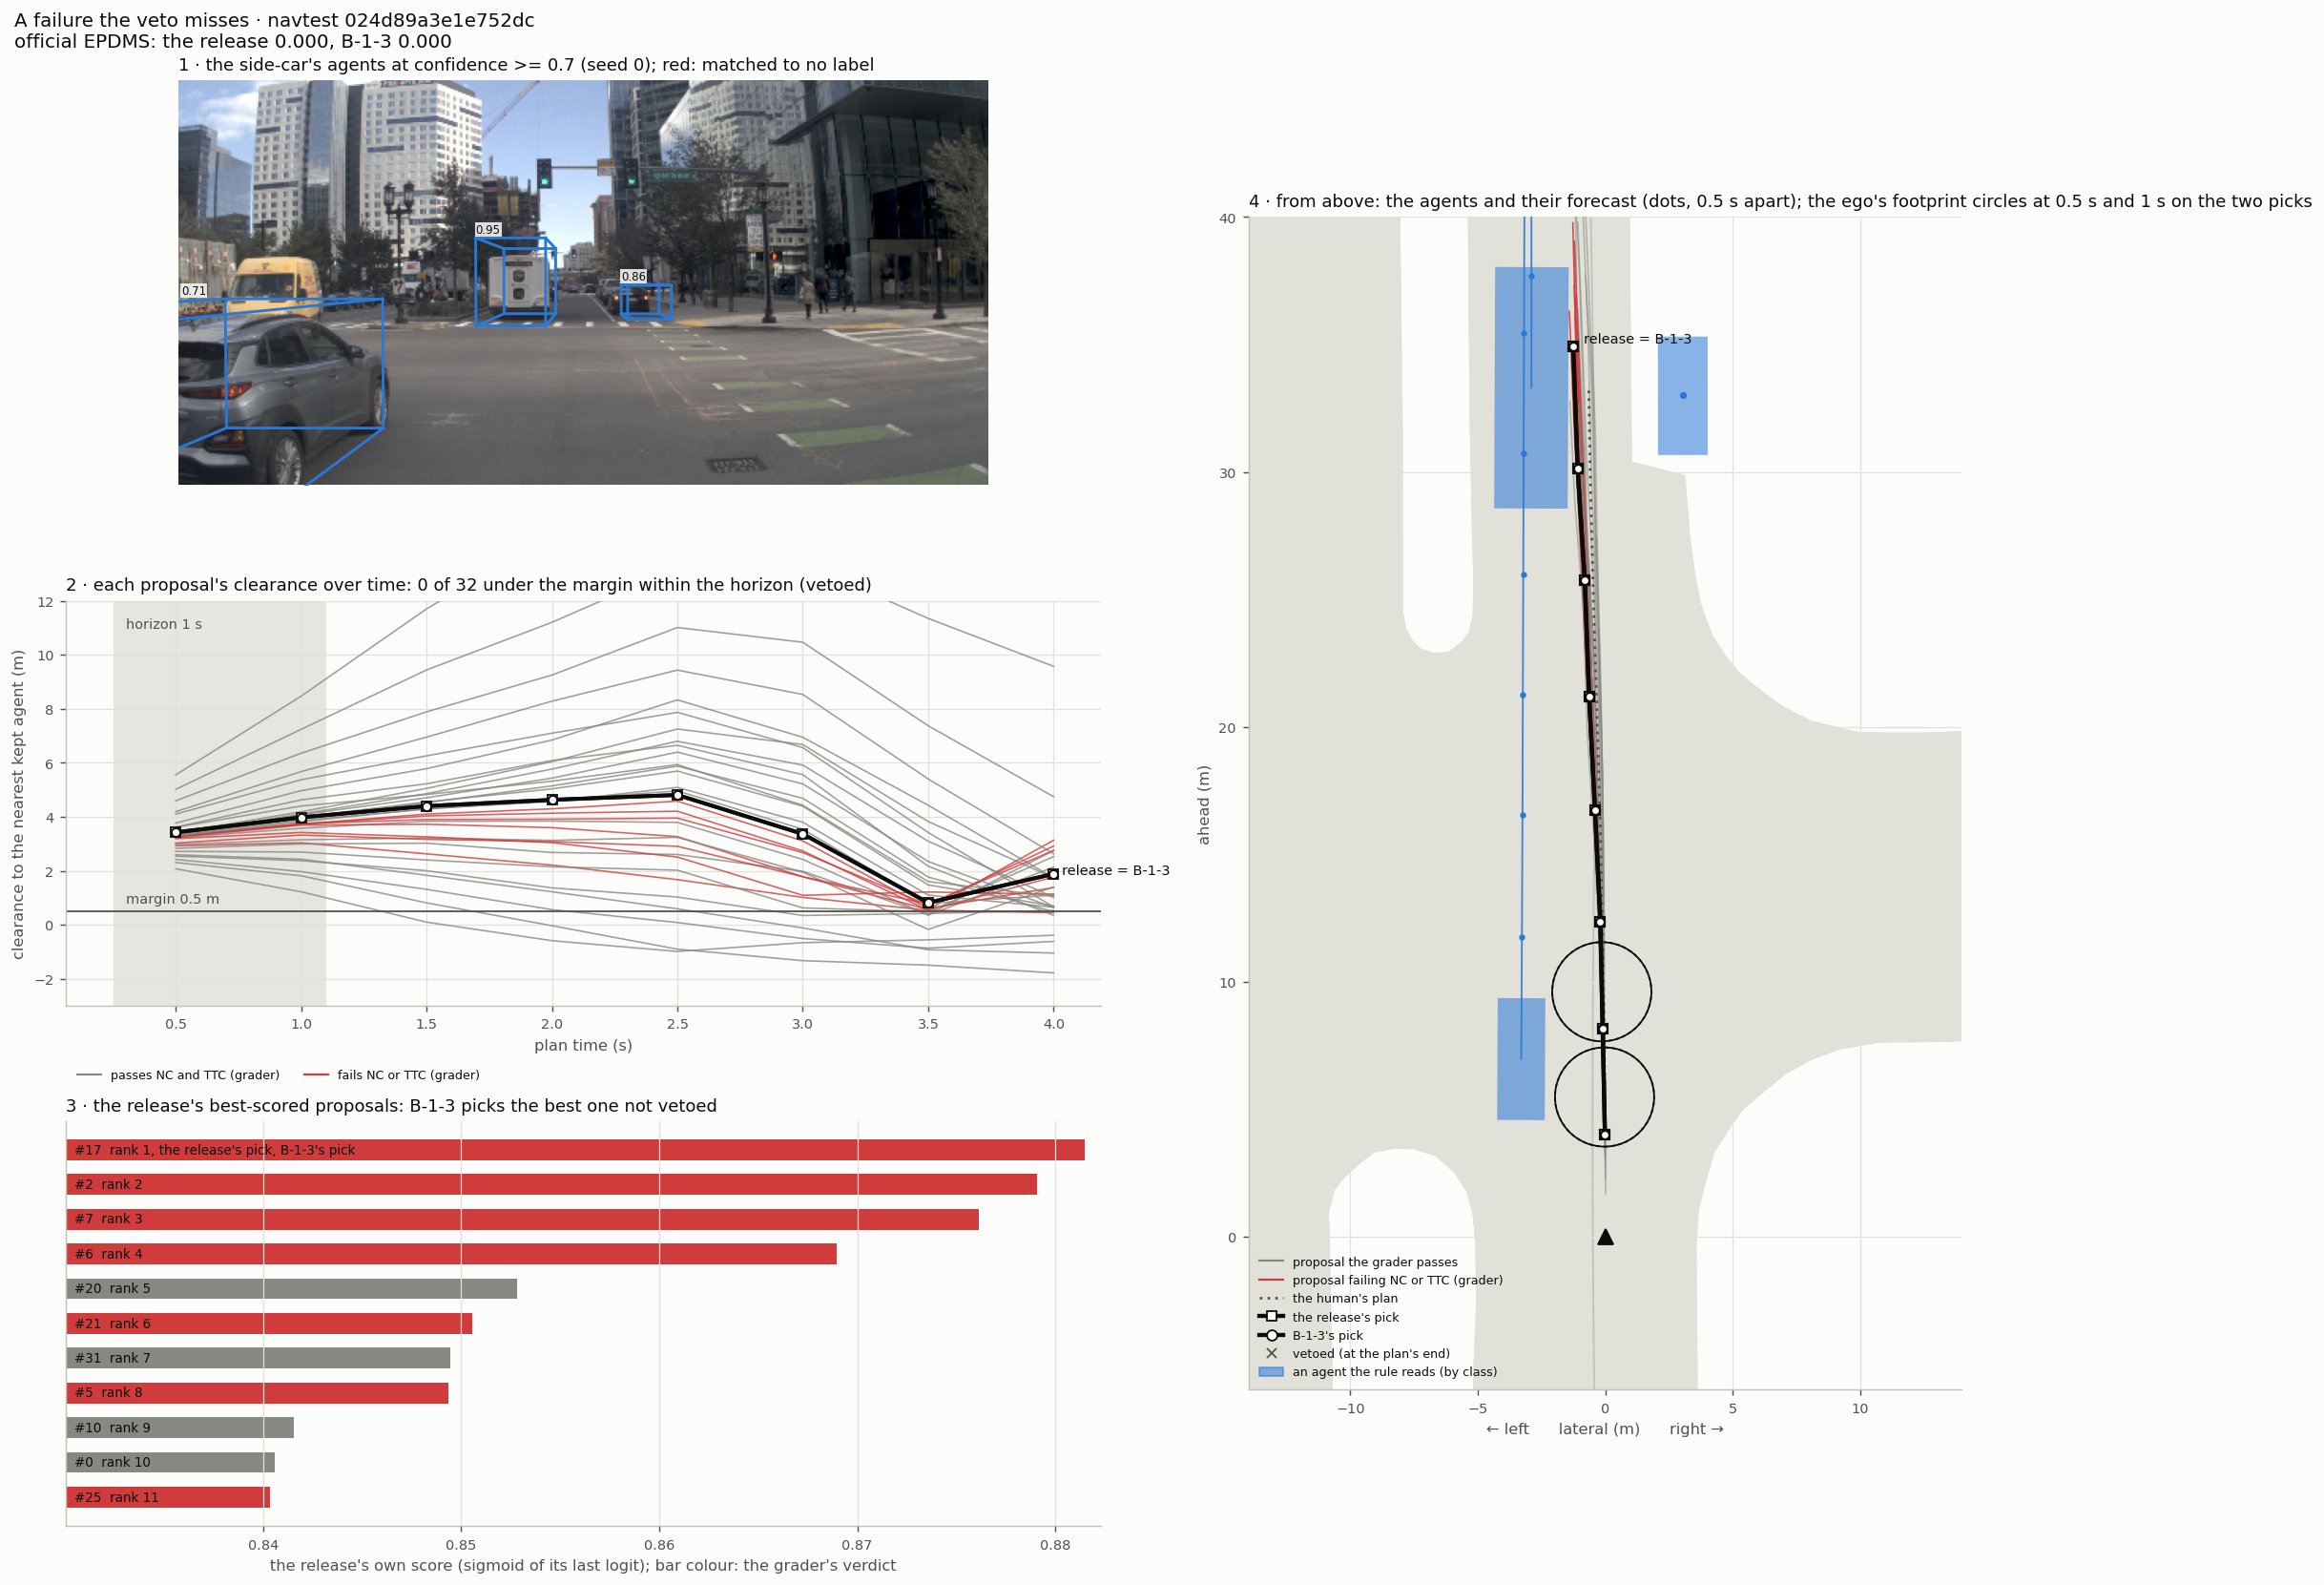 A failure the veto misses · navtest 024d89a3e1e752dc
official EPDMS: the release 0.000, B-1-3 0.000
1 · the side-car's agents at confidence >= 0.7 (seed 0); red: matched to no label
0.95
0.86
0.71
2 · each proposal's clearance over time: 0 of 32 under the margin within the horizon (vetoed)
clearance to the nearest kept agent (m)
12
10
8
6
4
2
0
−2
horizon 1 s
margin 0.5 m
release = B-1-3
0.5
1.0
1.5
2.0
2.5
3.0
3.5
4.0
plan time (s)
passes NC and TTC (grader)
fails NC or TTC (grader)
3 · the release's best-scored proposals: B-1-3 picks the best one not vetoed
#17 rank 1, the release's pick, B-1-3's pick
#2 rank 2
#7 rank 3
#6 rank 4
#20 rank 5
#21 rank 6
#31 rank 7
#5 rank 8
#10 rank 9
#0 rank 10
#25 rank 11
0.84
0.85
0.86
0.87
0.88
the release's own score (sigmoid of its last logit); bar colour: the grader's verdict
4 · from above: the agents and their forecast (dots, 0.5 s apart); the ego's footprint circles at 0.5 s and 1 s on the two picks
ahead (m)
40
30
20
10
0
release = B-1-3
proposal the grader passes
proposal failing NC or TTC (grader)
the human's plan
the release's pick
B-1-3's pick
vetoed (at the plan's end)
an agent the rule reads (by class)
−10
−5
0
5
10
← left lateral (m) right →